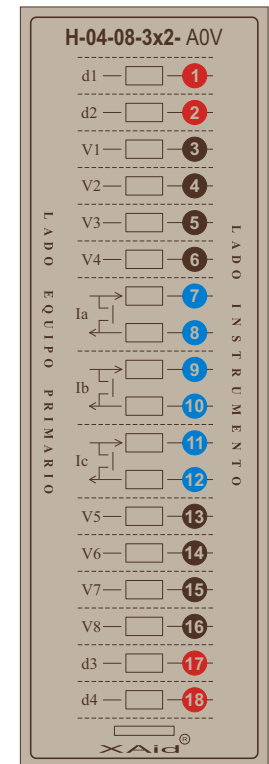 H-04-08-3x2- A0V
d1 1
d2 2
V1 3
V2 4
V3 5
V4 6
Ia 7
8
Ib 9
10
Ic 11
12
V5 13
V6 14
V7 15
V8 16
d3 17
d4 18
LADO EQUIPO PRIMARIO
LADO INSTRUMENTO
XAid®